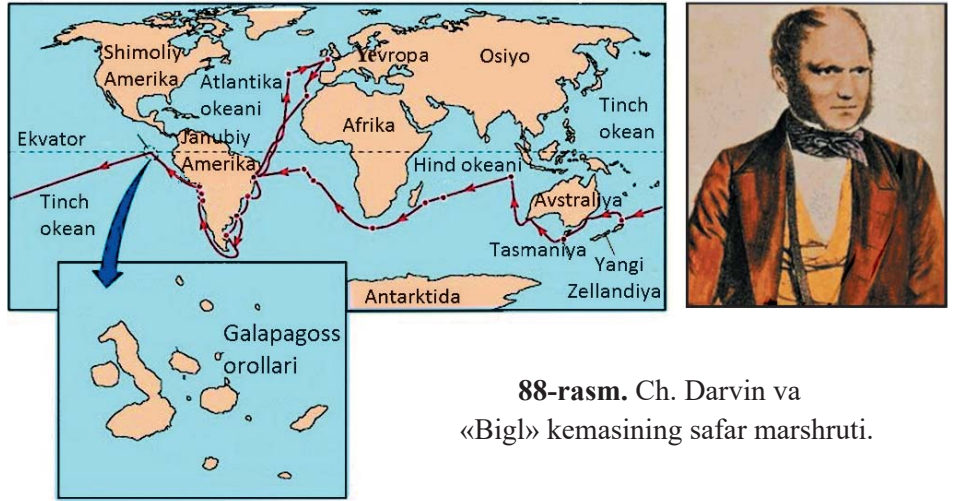 Shimoliy
Amerika
Atlantika
okeani
Yevropa
Osiyo
Tinch
okean
Ekvator
Janubiy
Amerika
Afrika
Hind okeani
Avstraliya
Tinch
okean
Tasmaniya
Yangi
Zellandiya
Antarktida
Galapagoss
orollari
88-rasm. Ch. Darvin va
«Bigl» kemasining safar marshruti.